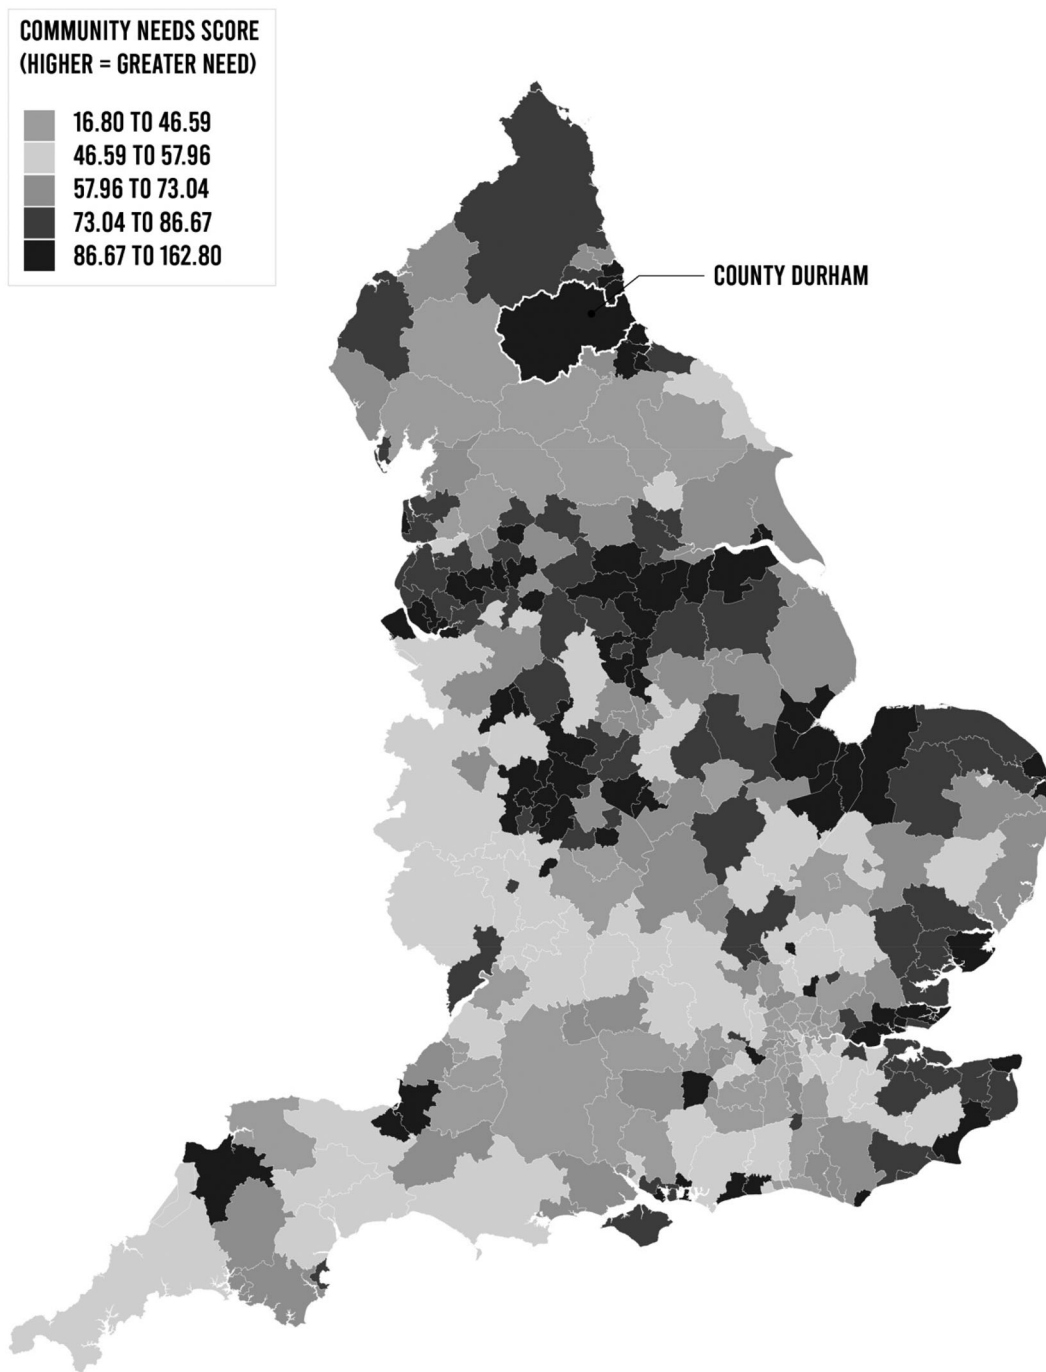 COMMUNITY NEEDS SCORE
(HIGHER = GREATER NEED)
16.80 TO 46.59
46.59 TO 57.96
57.96 TO 73.04
73.04 TO 86.67
86.67 TO 162.80
COUNTY DURHAM